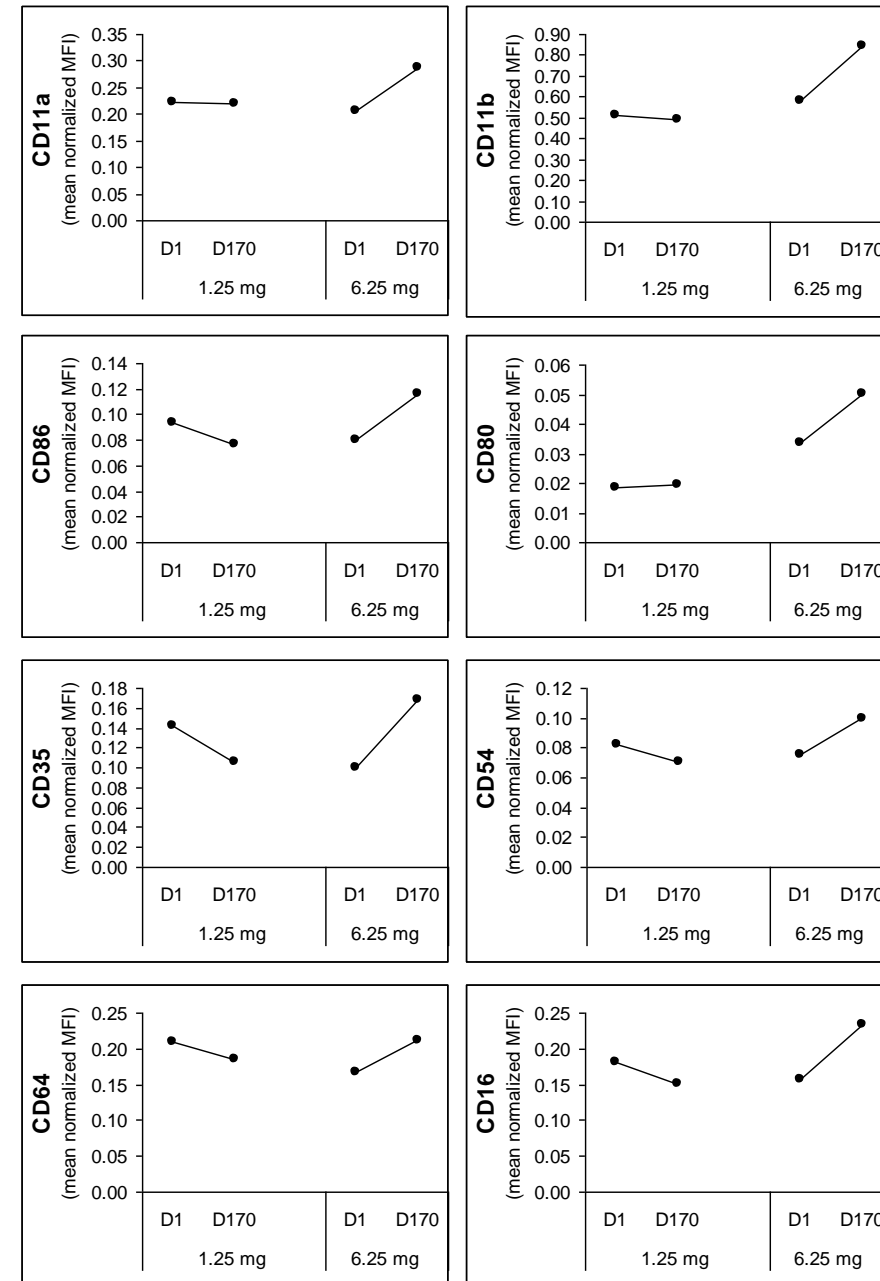 CD11a
(mean normalized MFI)
0.35
0.30
0.25
0.20
0.15
0.10
0.05
0.00
D1 D170 D1 D170
1.25 mg 6.25 mg
CD11b
(mean normalized MFI)
0.90
0.80
0.70
0.60
0.50
0.40
0.30
0.20
0.10
0.00
D1 D170 D1 D170
1.25 mg 6.25 mg
CD86
(mean normalized MFI)
0.14
0.12
0.10
0.08
0.06
0.04
0.02
0.00
D1 D170 D1 D170
1.25 mg 6.25 mg
CD80
(mean normalized MFI)
0.06
0.05
0.04
0.03
0.02
0.01
0.00
D1 D170 D1 D170
1.25 mg 6.25 mg
CD35
(mean normalized MFI)
0.18
0.16
0.14
0.12
0.10
0.08
0.06
0.04
0.02
0.00
D1 D170 D1 D170
1.25 mg 6.25 mg
CD54
(mean normalized MFI)
0.12
0.10
0.08
0.06
0.04
0.02
0.00
D1 D170 D1 D170
1.25 mg 6.25 mg
CD64
(mean normalized MFI)
0.25
0.20
0.15
0.10
0.05
0.00
D1 D170 D1 D170
1.25 mg 6.25 mg
CD16
(mean normalized MFI)
0.25
0.20
0.15
0.10
0.05
0.00
D1 D170 D1 D170
1.25 mg 6.25 mg